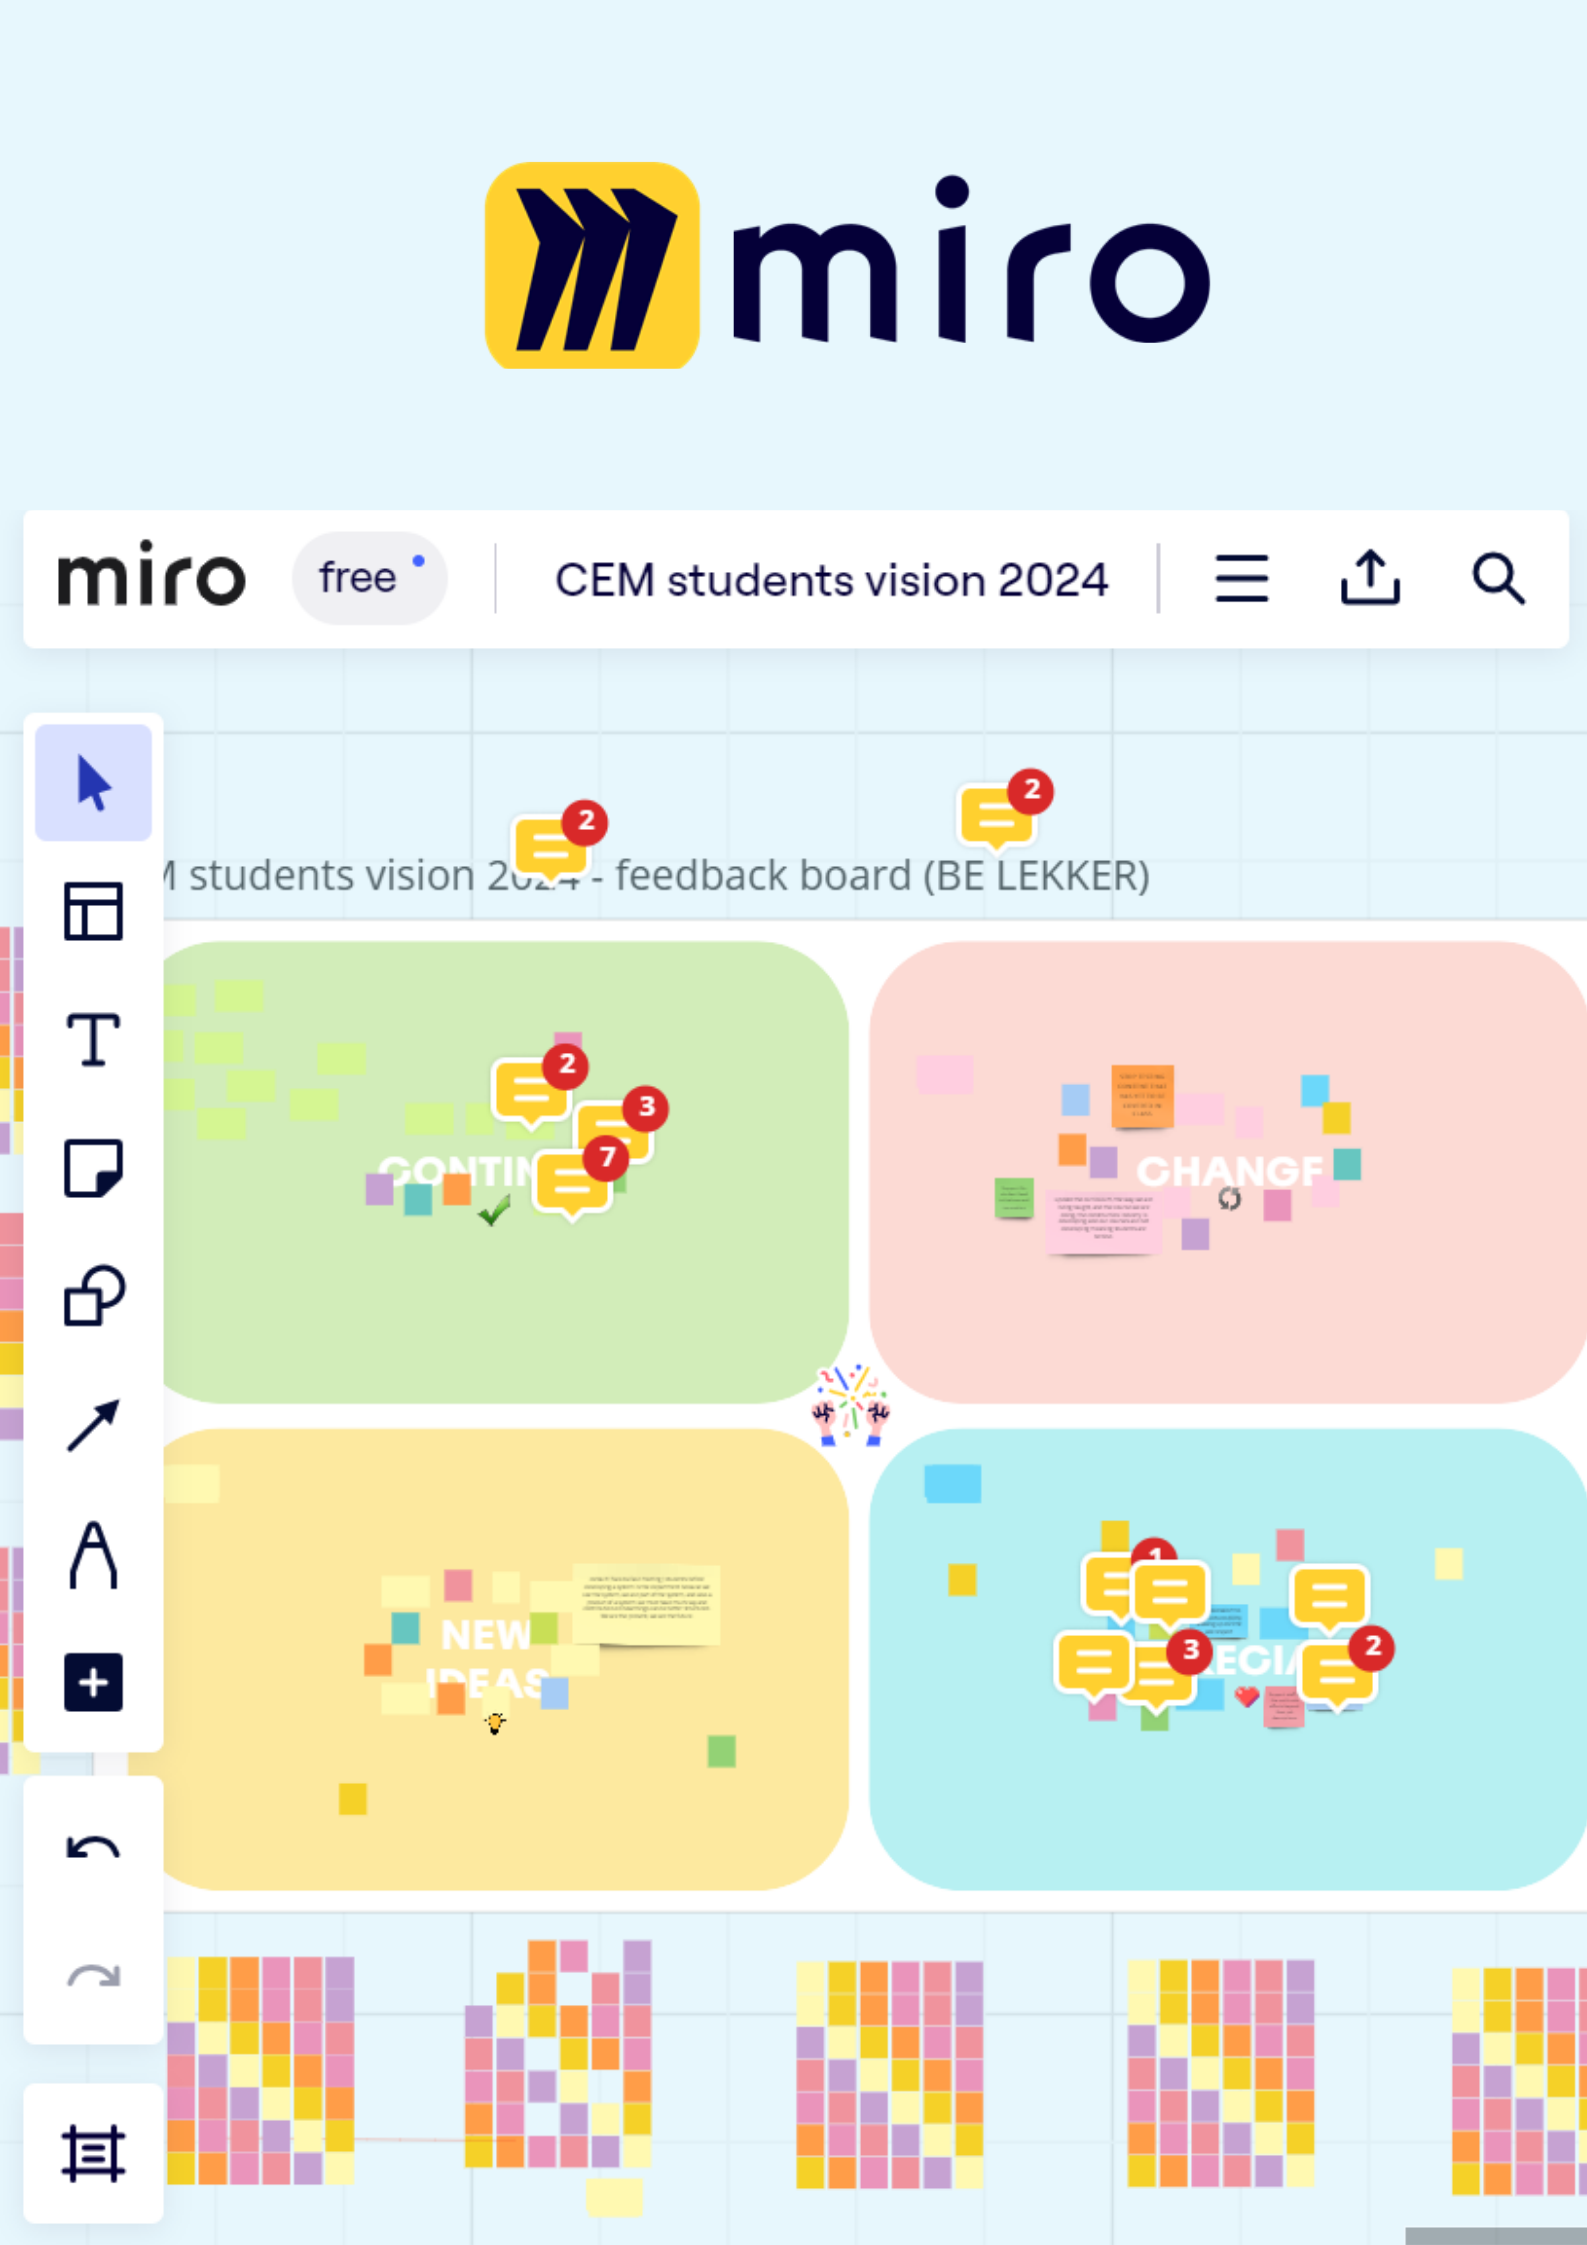 miro
miro free CEM students vision 2024
2
2
M students vision 2024 - feedback board (BE LEKKER)
2
3
7
CONTIN
CHANGE
NEW
IDEAS
1
3
2
RECIA